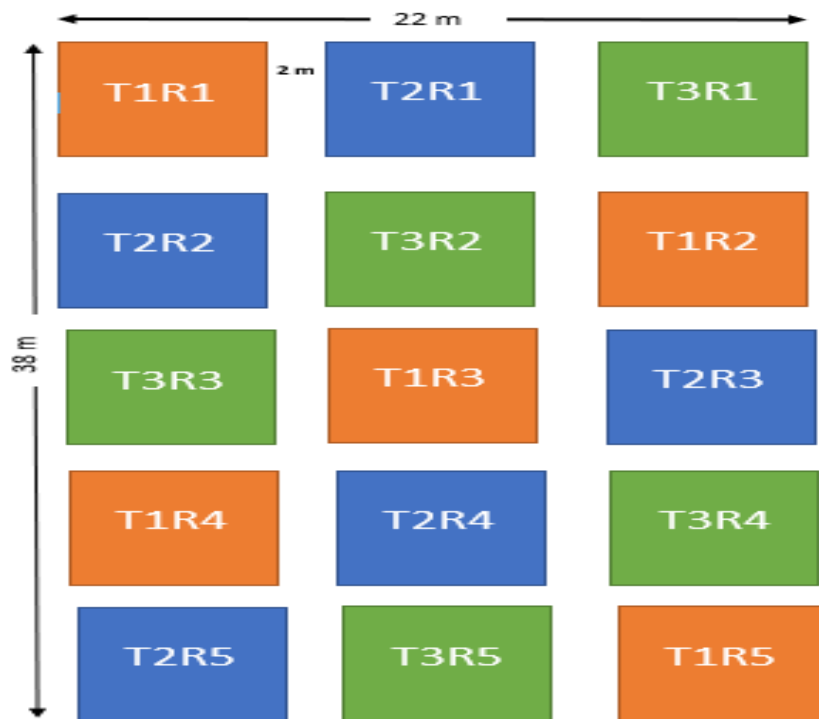 22 m
T1R1
2 m
T2R1
T3R1
T2R2
T3R2
T1R2
38 m
T3R3
T1R3
T2R3
T1R4
T2R4
T3R4
T2R5
T3R5
T1R5